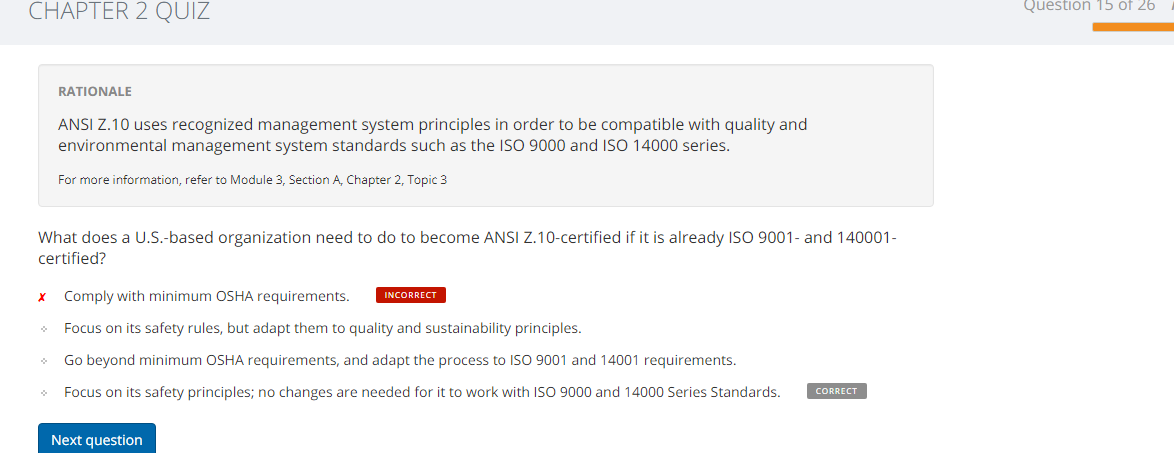 CHAPTER 2 QUIZ
Question 15 of 26
RATIONALE
ANSI Z.10 uses recognized management system principles in order to be compatible with quality and
environmental management system standards such as the ISO 9000 and ISO 14000 series.
For more information, refer to Module 3, Section A, Chapter 2, Topic 3
What does a U.S.-based organization need to do to become ANSI Z.10-certified if it is already ISO 9001- and 140001-
certified?
✗ Comply with minimum OSHA requirements. INCORRECT
Focus on its safety rules, but adapt them to quality and sustainability principles.
Go beyond minimum OSHA requirements, and adapt the process to ISO 9001 and 14001 requirements.
Focus on its safety principles; no changes are needed for it to work with ISO 9000 and 14000 Series Standards. CORRECT
Next question